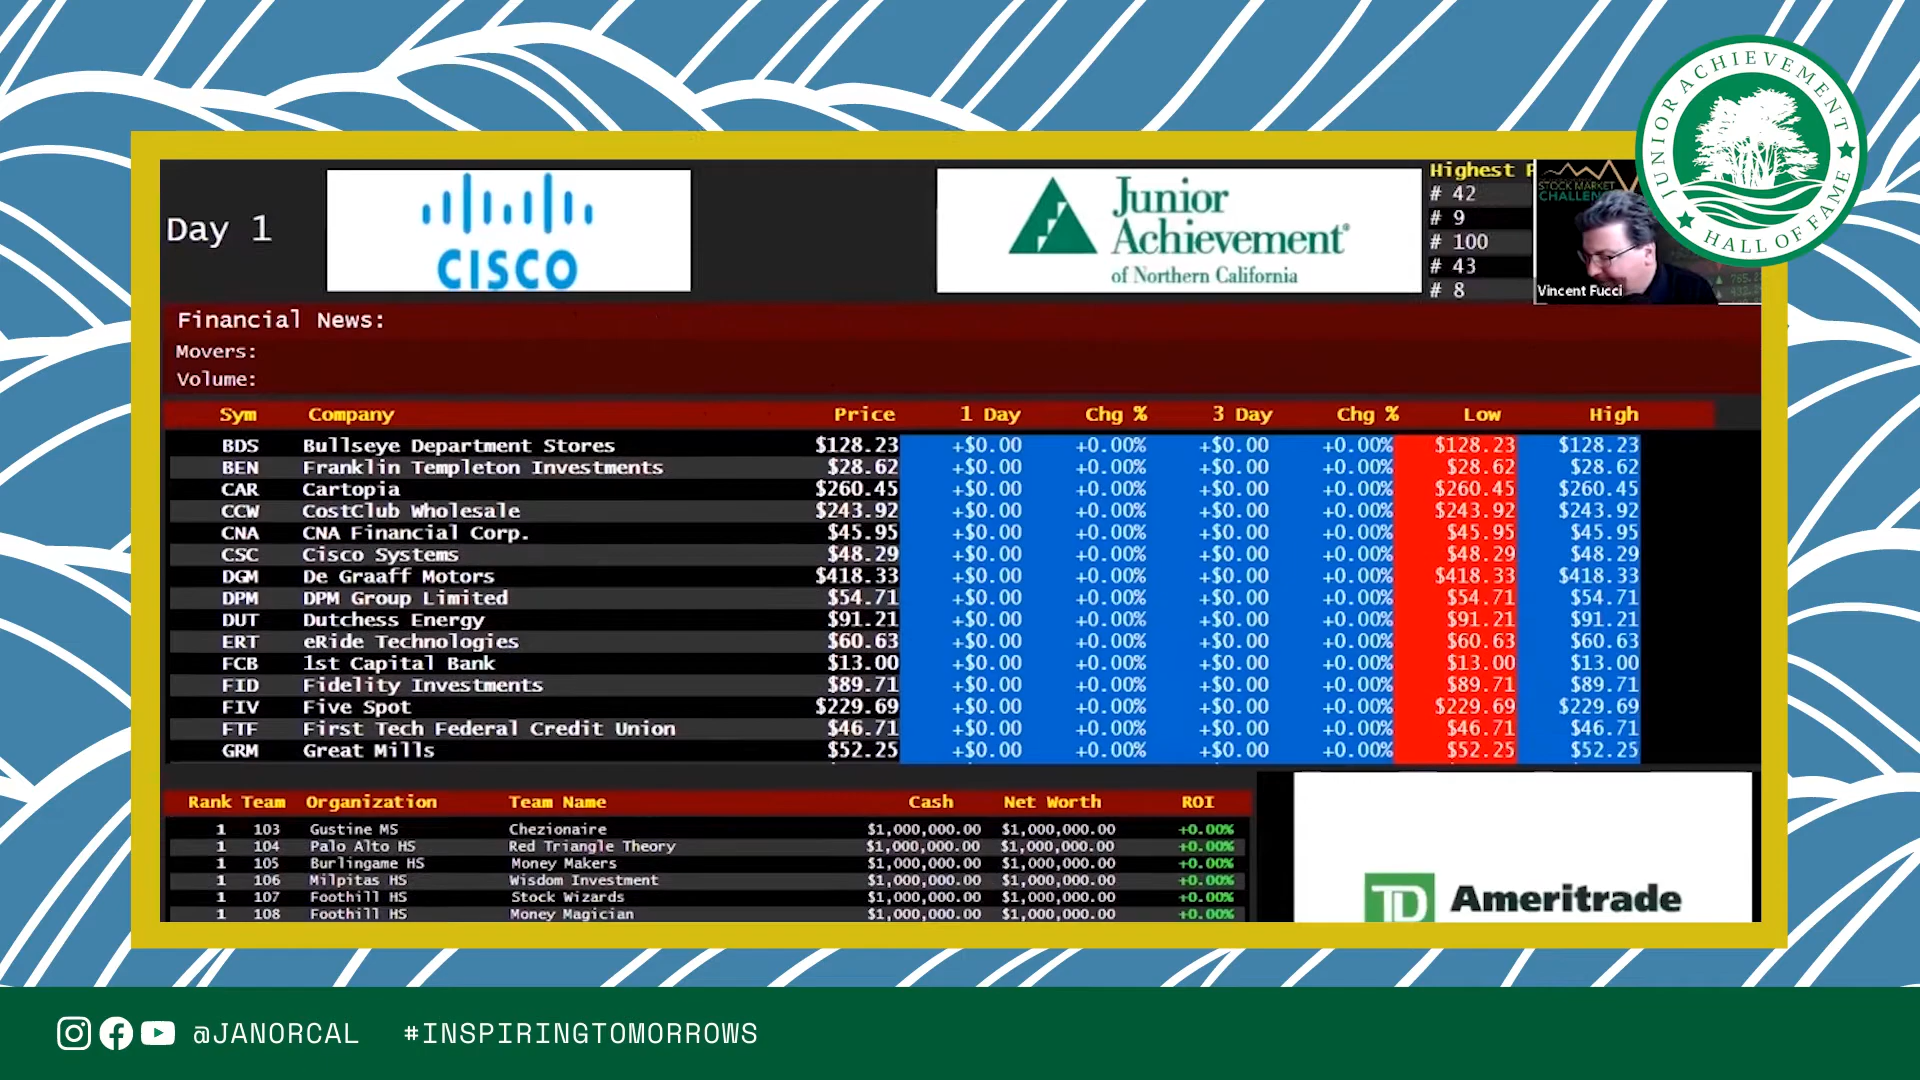 JUNIOR ACHIEVEMENT
HALL OF FAME
Day 1
CISCO
Junior
Achievement®
of Northern California
Highest P
# 42
# 9
# 100
# 43
# 8
STOCK MARKET
CHALLEN
Vincent Fucci
Financial News:
Movers:
Volume:
Sym Company Price 1 Day Chg % 3 Day Chg % Low High
BDS Bullseye Department Stores $128.23 +$0.00 +0.00% +$0.00 +0.00% $128.23 $128.23
BEN Franklin Templeton Investments $28.62 +$0.00 +0.00% +$0.00 +0.00% $28.62 $28.62
CAR Cartopia $260.45 +$0.00 +0.00% +$0.00 +0.00% $260.45 $260.45
CCW CostClub Wholesale $243.92 +$0.00 +0.00% +$0.00 +0.00% $243.92 $243.92
CNA CNA Financial Corp. $45.95 +$0.00 +0.00% +$0.00 +0.00% $45.95 $45.95
CSC Cisco Systems $48.29 +$0.00 +0.00% +$0.00 +0.00% $48.29 $48.29
DGM De Graaff Motors $418.33 +$0.00 +0.00% +$0.00 +0.00% $418.33 $418.33
DPM DPM Group Limited $54.71 +$0.00 +0.00% +$0.00 +0.00% $54.71 $54.71
DUT Dutchess Energy $91.21 +$0.00 +0.00% +$0.00 +0.00% $91.21 $91.21
ERT eRide Technologies $60.63 +$0.00 +0.00% +$0.00 +0.00% $60.63 $60.63
FCB 1st Capital Bank $13.00 +$0.00 +0.00% +$0.00 +0.00% $13.00 $13.00
FID Fidelity Investments $89.71 +$0.00 +0.00% +$0.00 +0.00% $89.71 $89.71
FIV Five Spot $229.69 +$0.00 +0.00% +$0.00 +0.00% $229.69 $229.69
FTF First Tech Federal Credit Union $46.71 +$0.00 +0.00% +$0.00 +0.00% $46.71 $46.71
GRM Great Mills $52.25 +$0.00 +0.00% +$0.00 +0.00% $52.25 $52.25
Rank Team Organization Team Name Cash Net Worth ROI
1 103 Gustine MS Chezionaire $1,000,000.00 $1,000,000.00 +0.00%
1 104 Palo Alto HS Red Triangle Theory $1,000,000.00 $1,000,000.00 +0.00%
1 105 Burlingame HS Money Makers $1,000,000.00 $1,000,000.00 +0.00%
1 106 Milpitas HS Wisdom Investment $1,000,000.00 $1,000,000.00 +0.00%
1 107 Foothill HS Stock Wizards $1,000,000.00 $1,000,000.00 +0.00%
1 108 Foothill HS Money Magician $1,000,000.00 $1,000,000.00 +0.00%
TD Ameritrade
@JANORCAL #INSPIRINGTOMORROWS